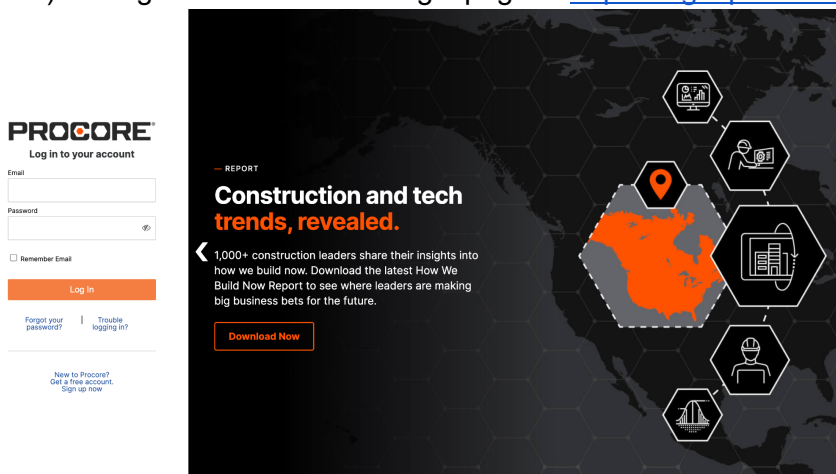 PROCORE
Log in to your account
Email
Password
Remember Email
Log In
Forgot your password? | Trouble logging in?
New to Procore?
Get a free account.
Sign up now
— REPORT
Construction and tech
trends, revealed.
1,000+ construction leaders share their insights into
how we build now. Download the latest How We
Build Now Report to see where leaders are making
big business bets for the future.
Download Now